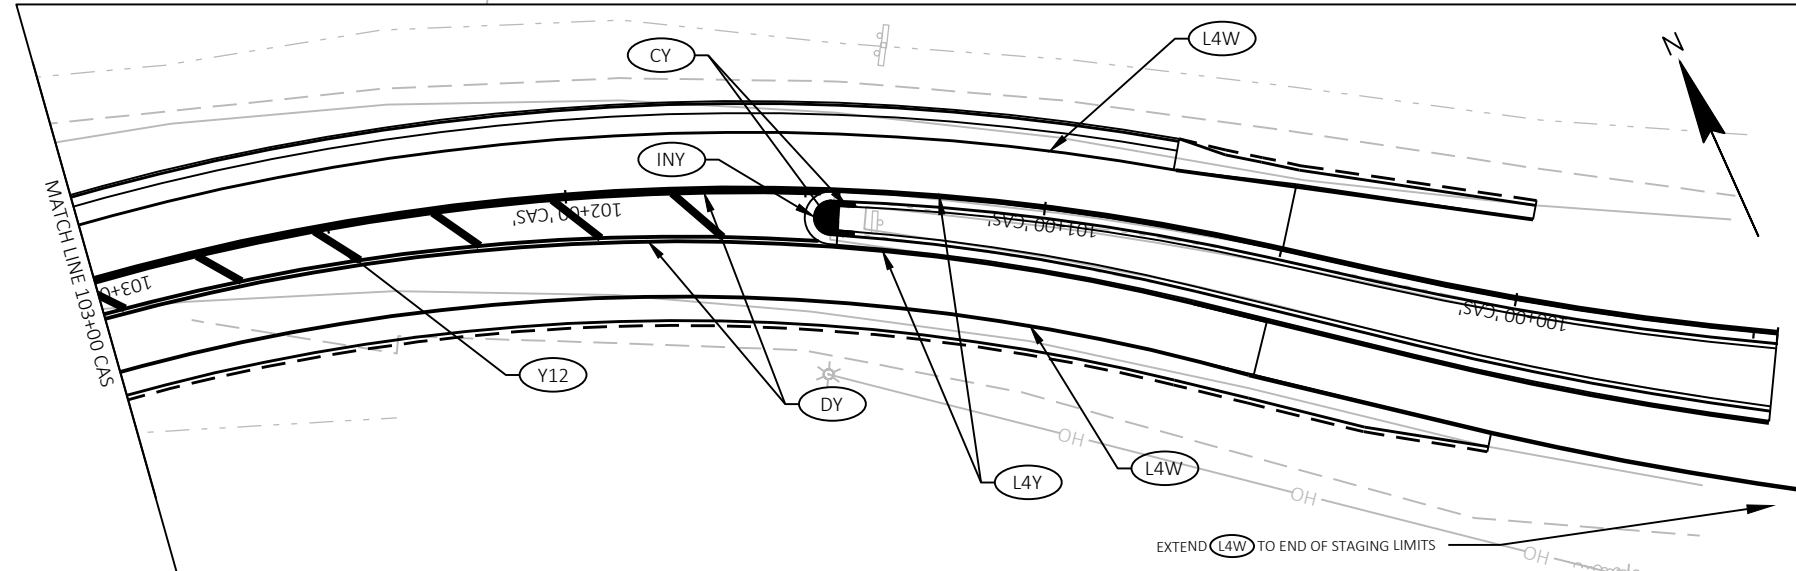 L4W
N
CY
INY
102+00 'CAS'
101+00 'CAS'
MATCH LINE 103+00 CAS
103+0
100+00 'CAS'
Y12
DY
OH
L4W
L4Y
OH
EXTEND L4W TO END OF STAGING LIMITS
OH